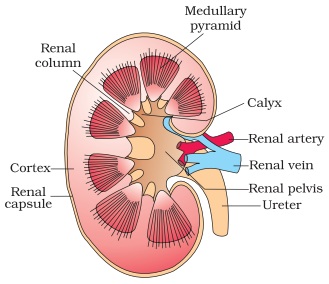 Medullary
pyramid
Renal
column
Calyx
Renal artery
Renal vein
Cortex
Renal pelvis
Renal
capsule
Ureter